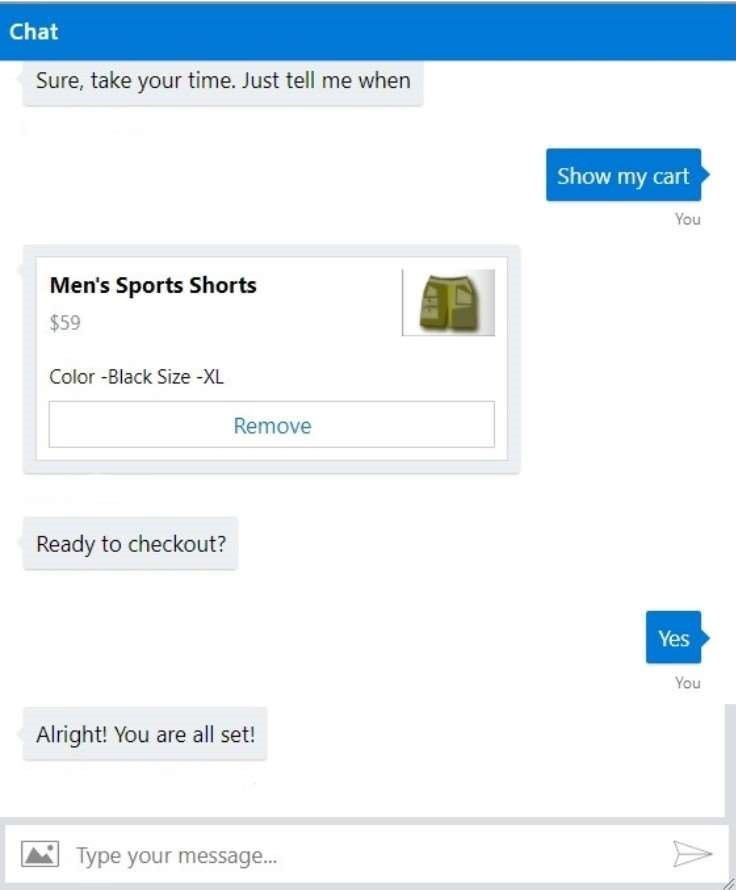 Chat
Sure, take your time. Just tell me when
Show my cart
You
Men's Sports Shorts
$59
Color -Black Size -XL
Remove
Ready to checkout?
Yes
You
Alright! You are all set!
Type your message...